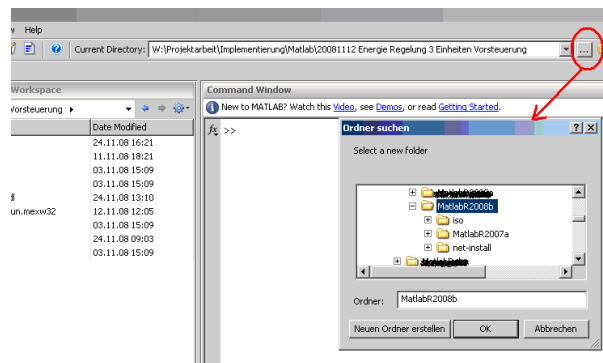 Help
Current Directory: W:\Projektarbeit\Implementierung\Matlab\20081112 Energie Regelung 3 Einheiten Vorsteuerung
...
Workspace
Command Window
Vorsteuerung
New to MATLAB? Watch this Video, see Demos, or read Getting Started.
Date Modified
fx >>
24.11.08 16:21
11.11.08 18:21
03.11.08 15:09
03.11.08 15:09
24.11.08 13:10
un.mexw32 12.11.08 12:05
03.11.08 15:09
24.11.08 09:03
03.11.08 15:09
Ordner suchen
Select a new folder
MatlabR2008b
iso
MatlabR2007a
net-install
Ordner: MatlabR2008b
Neuen Ordner erstellen OK Abbrechen